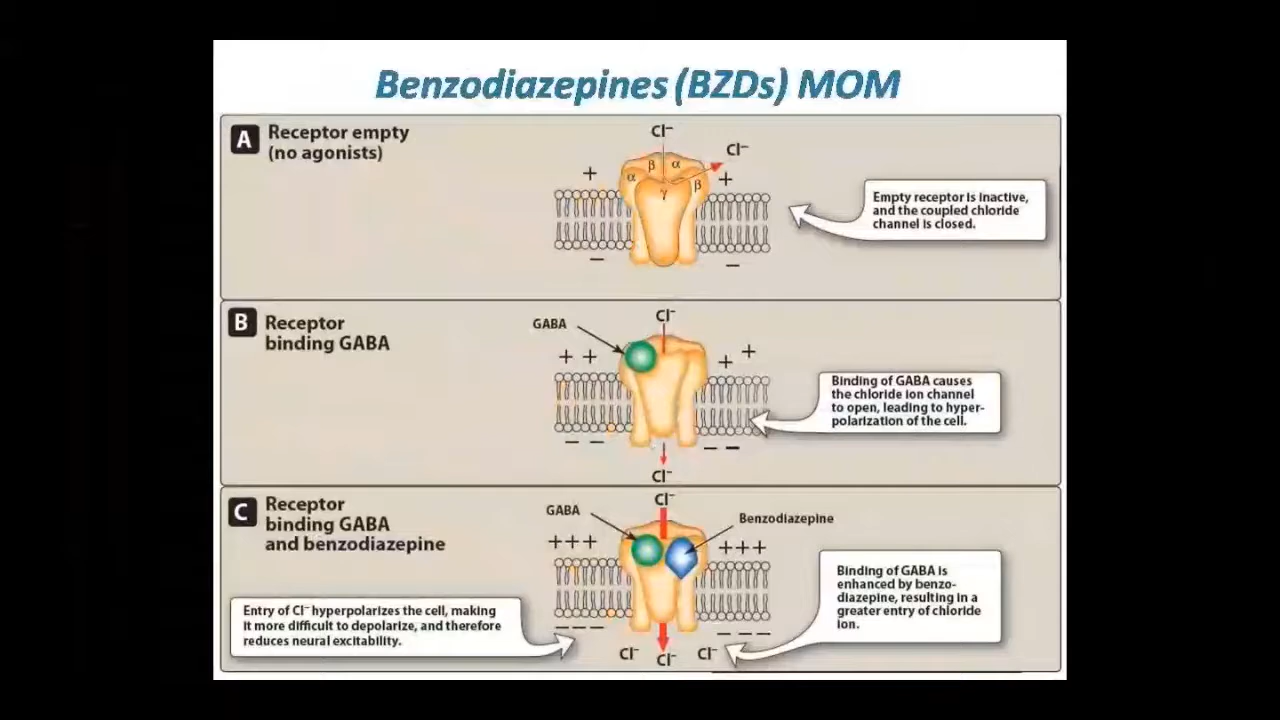 Benzodiazepines (BZDs) MOM
A
Receptor empty
(no agonists)
Cl−
Cl−
β
α
α
β
γ
+
+
−
−
Empty receptor is inactive,
and the coupled chloride
channel is closed.
B
Receptor
binding GABA
GABA
Cl−
+ +
+ +
− −
− −
Cl−
Binding of GABA causes
the chloride ion channel
to open, leading to hyper-
polarization of the cell.
C
Receptor
binding GABA
and benzodiazepine
GABA
Cl−
Benzodiazepine
+++
+++
Entry of Cl− hyperpolarizes the cell, making
it more difficult to depolarize, and therefore
reduces neural excitability.
− − −
− − −
Cl− Cl− Cl−
Binding of GABA is
enhanced by benzo-
diazepine, resulting in a
greater entry of chloride
ion.